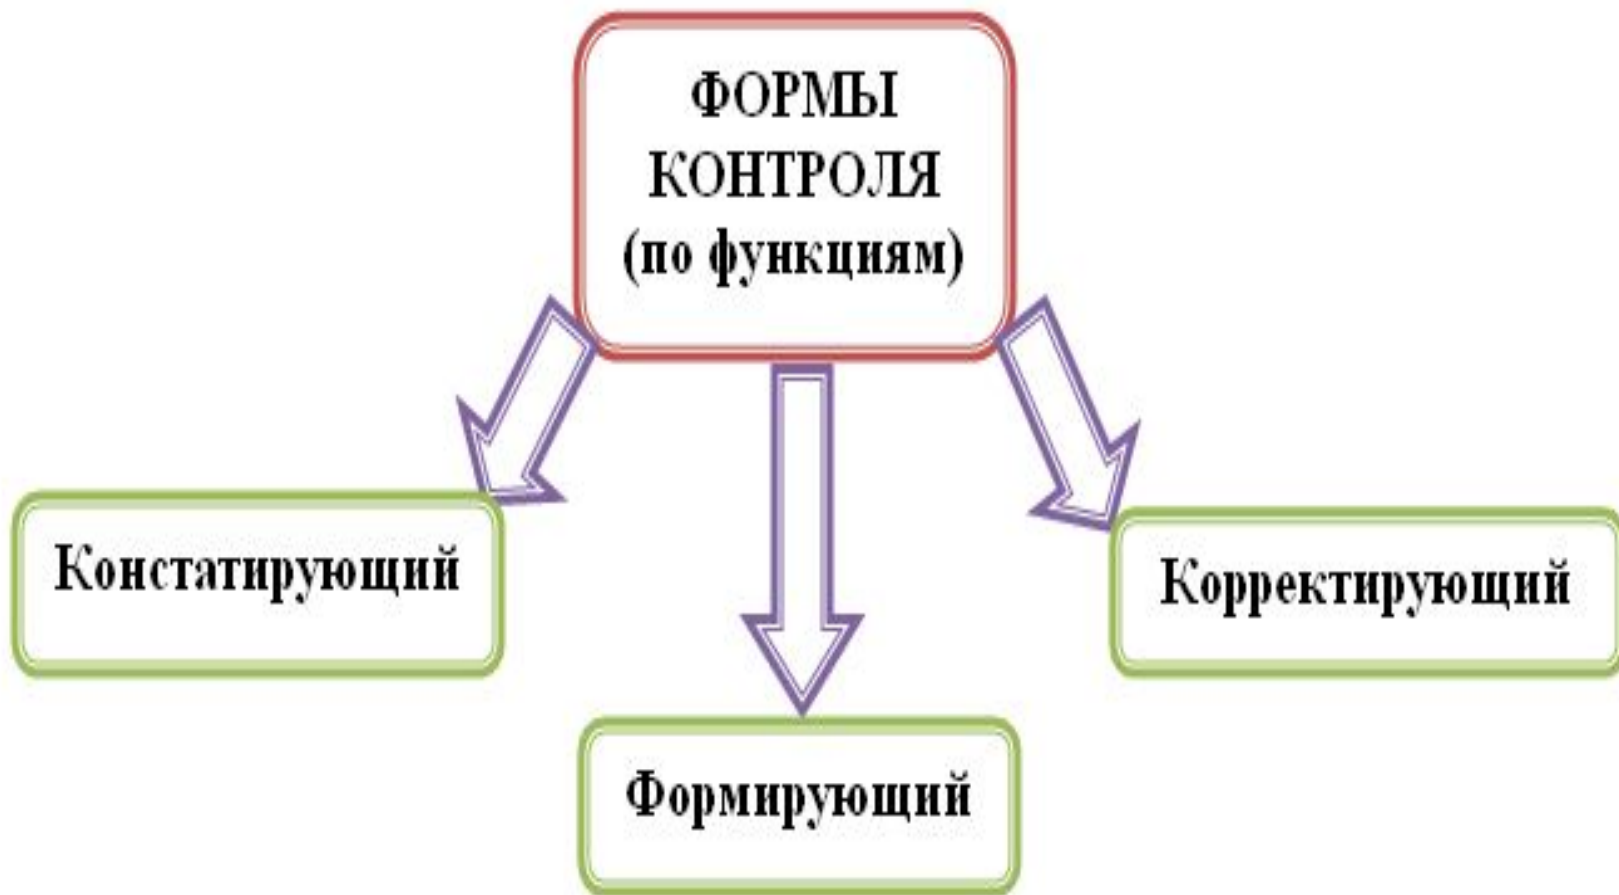 ФОРМЫ
КОНТРОЛЯ
(по функциям)
Констатирующий
Корректирующий
Формирующий